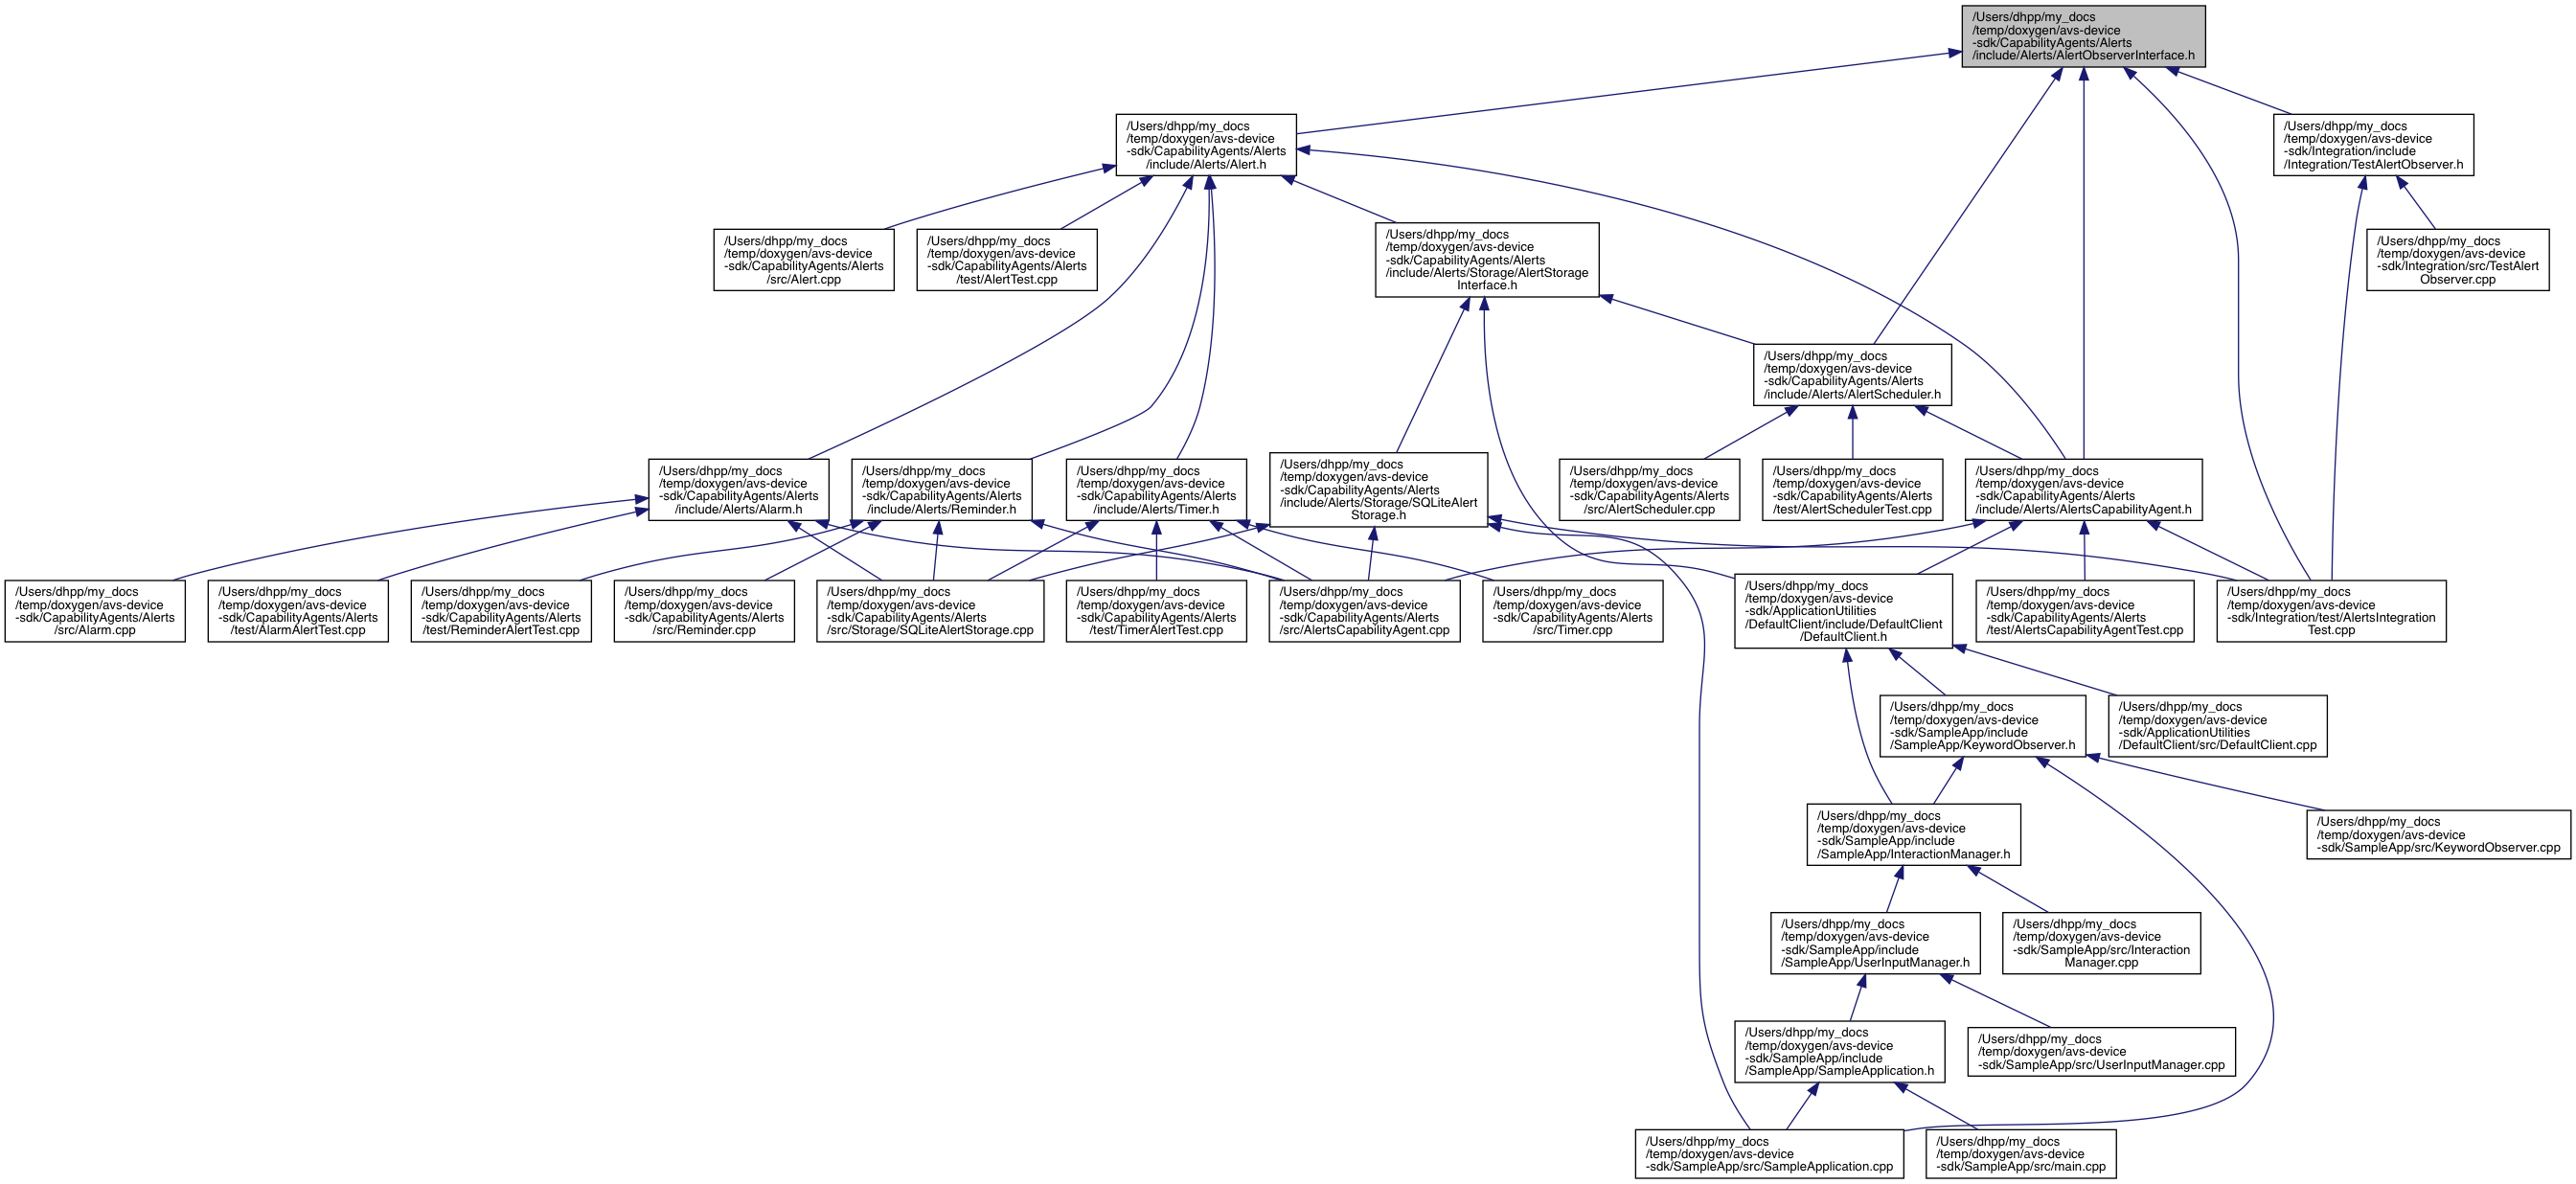 /Users/dhpp/my_docs
/temp/doxygen/avs-device
-sdk/CapabilityAgents/Alerts
/include/Alerts/AlertObserverInterface.h
/Users/dhpp/my_docs
/temp/doxygen/avs-device
-sdk/CapabilityAgents/Alerts
/include/Alerts/Alert.h
/Users/dhpp/my_docs
/temp/doxygen/avs-device
-sdk/Integration/include
/Integration/TestAlertObserver.h
/Users/dhpp/my_docs
/temp/doxygen/avs-device
-sdk/CapabilityAgents/Alerts
/src/Alert.cpp
/Users/dhpp/my_docs
/temp/doxygen/avs-device
-sdk/CapabilityAgents/Alerts
/test/AlertTest.cpp
/Users/dhpp/my_docs
/temp/doxygen/avs-device
-sdk/CapabilityAgents/Alerts
/include/Alerts/Storage/AlertStorage
Interface.h
/Users/dhpp/my_docs
/temp/doxygen/avs-device
-sdk/Integration/src/TestAlert
Observer.cpp
/Users/dhpp/my_docs
/temp/doxygen/avs-device
-sdk/CapabilityAgents/Alerts
/include/Alerts/AlertScheduler.h
/Users/dhpp/my_docs
/temp/doxygen/avs-device
-sdk/CapabilityAgents/Alerts
/include/Alerts/Alarm.h
/Users/dhpp/my_docs
/temp/doxygen/avs-device
-sdk/CapabilityAgents/Alerts
/include/Alerts/Reminder.h
/Users/dhpp/my_docs
/temp/doxygen/avs-device
-sdk/CapabilityAgents/Alerts
/include/Alerts/Timer.h
/Users/dhpp/my_docs
/temp/doxygen/avs-device
-sdk/CapabilityAgents/Alerts
/include/Alerts/Storage/SQLiteAlert
Storage.h
/Users/dhpp/my_docs
/temp/doxygen/avs-device
-sdk/CapabilityAgents/Alerts
/src/AlertScheduler.cpp
/Users/dhpp/my_docs
/temp/doxygen/avs-device
-sdk/CapabilityAgents/Alerts
/test/AlertSchedulerTest.cpp
/Users/dhpp/my_docs
/temp/doxygen/avs-device
-sdk/CapabilityAgents/Alerts
/include/Alerts/AlertsCapabilityAgent.h
/Users/dhpp/my_docs
/temp/doxygen/avs-device
-sdk/CapabilityAgents/Alerts
/src/Alarm.cpp
/Users/dhpp/my_docs
/temp/doxygen/avs-device
-sdk/CapabilityAgents/Alerts
/test/AlarmAlertTest.cpp
/Users/dhpp/my_docs
/temp/doxygen/avs-device
-sdk/CapabilityAgents/Alerts
/test/ReminderAlertTest.cpp
/Users/dhpp/my_docs
/temp/doxygen/avs-device
-sdk/CapabilityAgents/Alerts
/src/Reminder.cpp
/Users/dhpp/my_docs
/temp/doxygen/avs-device
-sdk/CapabilityAgents/Alerts
/src/Storage/SQLiteAlertStorage.cpp
/Users/dhpp/my_docs
/temp/doxygen/avs-device
-sdk/CapabilityAgents/Alerts
/test/TimerAlertTest.cpp
/Users/dhpp/my_docs
/temp/doxygen/avs-device
-sdk/CapabilityAgents/Alerts
/src/AlertsCapabilityAgent.cpp
/Users/dhpp/my_docs
/temp/doxygen/avs-device
-sdk/CapabilityAgents/Alerts
/src/Timer.cpp
/Users/dhpp/my_docs
/temp/doxygen/avs-device
-sdk/ApplicationUtilities
/DefaultClient/include/DefaultClient
/DefaultClient.h
/Users/dhpp/my_docs
/temp/doxygen/avs-device
-sdk/CapabilityAgents/Alerts
/test/AlertsCapabilityAgentTest.cpp
/Users/dhpp/my_docs
/temp/doxygen/avs-device
-sdk/Integration/test/AlertsIntegration
Test.cpp
/Users/dhpp/my_docs
/temp/doxygen/avs-device
-sdk/SampleApp/include
/SampleApp/KeywordObserver.h
/Users/dhpp/my_docs
/temp/doxygen/avs-device
-sdk/ApplicationUtilities
/DefaultClient/src/DefaultClient.cpp
/Users/dhpp/my_docs
/temp/doxygen/avs-device
-sdk/SampleApp/include
/SampleApp/InteractionManager.h
/Users/dhpp/my_docs
/temp/doxygen/avs-device
-sdk/SampleApp/src/KeywordObserver.cpp
/Users/dhpp/my_docs
/temp/doxygen/avs-device
-sdk/SampleApp/include
/SampleApp/UserInputManager.h
/Users/dhpp/my_docs
/temp/doxygen/avs-device
-sdk/SampleApp/src/Interaction
Manager.cpp
/Users/dhpp/my_docs
/temp/doxygen/avs-device
-sdk/SampleApp/include
/SampleApp/SampleApplication.h
/Users/dhpp/my_docs
/temp/doxygen/avs-device
-sdk/SampleApp/src/UserInputManager.cpp
/Users/dhpp/my_docs
/temp/doxygen/avs-device
-sdk/SampleApp/src/SampleApplication.cpp
/Users/dhpp/my_docs
/temp/doxygen/avs-device
-sdk/SampleApp/src/main.cpp